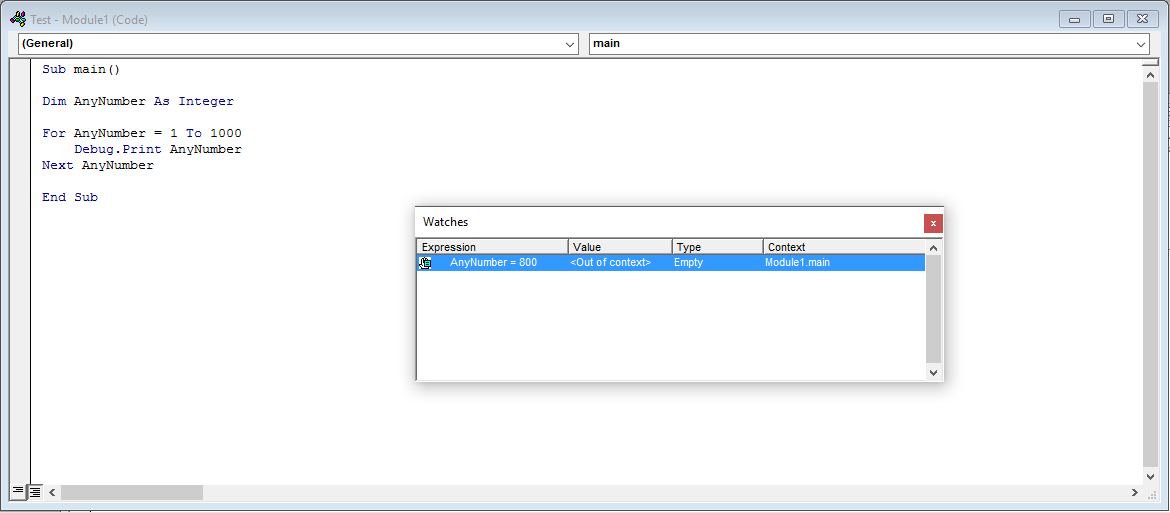 Test - Module1 (Code)
(General)
main
Sub main()
Dim AnyNumber As Integer
For AnyNumber = 1 To 1000
    Debug.Print AnyNumber
Next AnyNumber
End Sub
Watches
x
Expression Value Type Context
AnyNumber = 800 <Out of context> Empty Module1.main